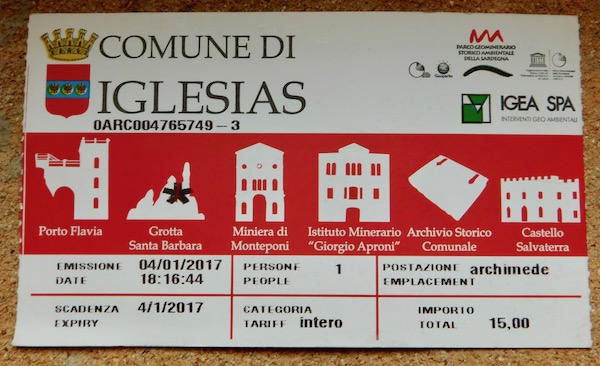 COMUNE DI
IGLESIAS
0ARC004765749 - 3
PARCO GEOMINERARIO
STORICO AMBIENTALE
DELLA SARDEGNA
IGEA SPA
INTERVENTI GEO AMBIENTALI
Porto Flavia
Grotta
Santa Barbara
Miniera di
Monteponi
Istituto Minerario
"Giorgio Aproni"
Archivio Storico
Comunale
Castello
Salvaterra
EMISSIONE 04/01/2017
DATE 18:16:44
PERSONE 1
PEOPLE
POSTAZIONE archimede
EMPLACEMENT
SCADENZA 4/1/2017
EXPIRY
CATEGORIA
TARIFF intero
IMPORTO
TOTAL 15,00